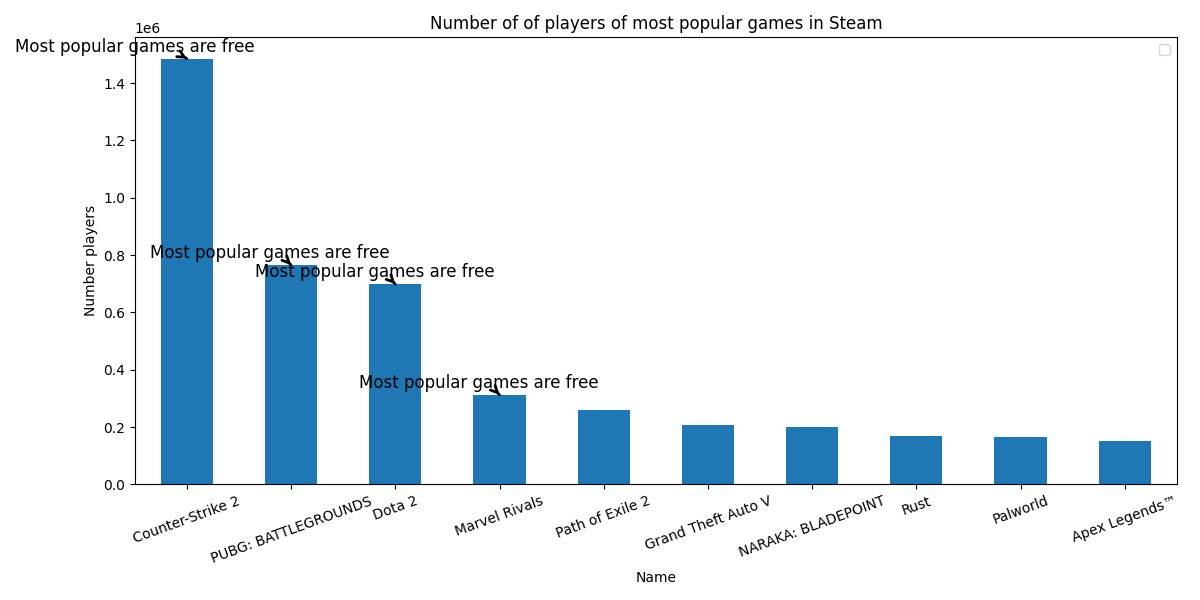 Number of of players of most popular games in Steam
1e6
Most popular games are free
Most popular games are free
Most popular games are free
Most popular games are free
1.4
1.2
1.0
0.8
0.6
0.4
0.2
0.0
Number players
Counter-Strike 2
PUBG: BATTLEGROUNDS
Dota 2
Marvel Rivals
Path of Exile 2
Grand Theft Auto V
NARAKA: BLADEPOINT
Rust
Palworld
Apex Legends™
Name